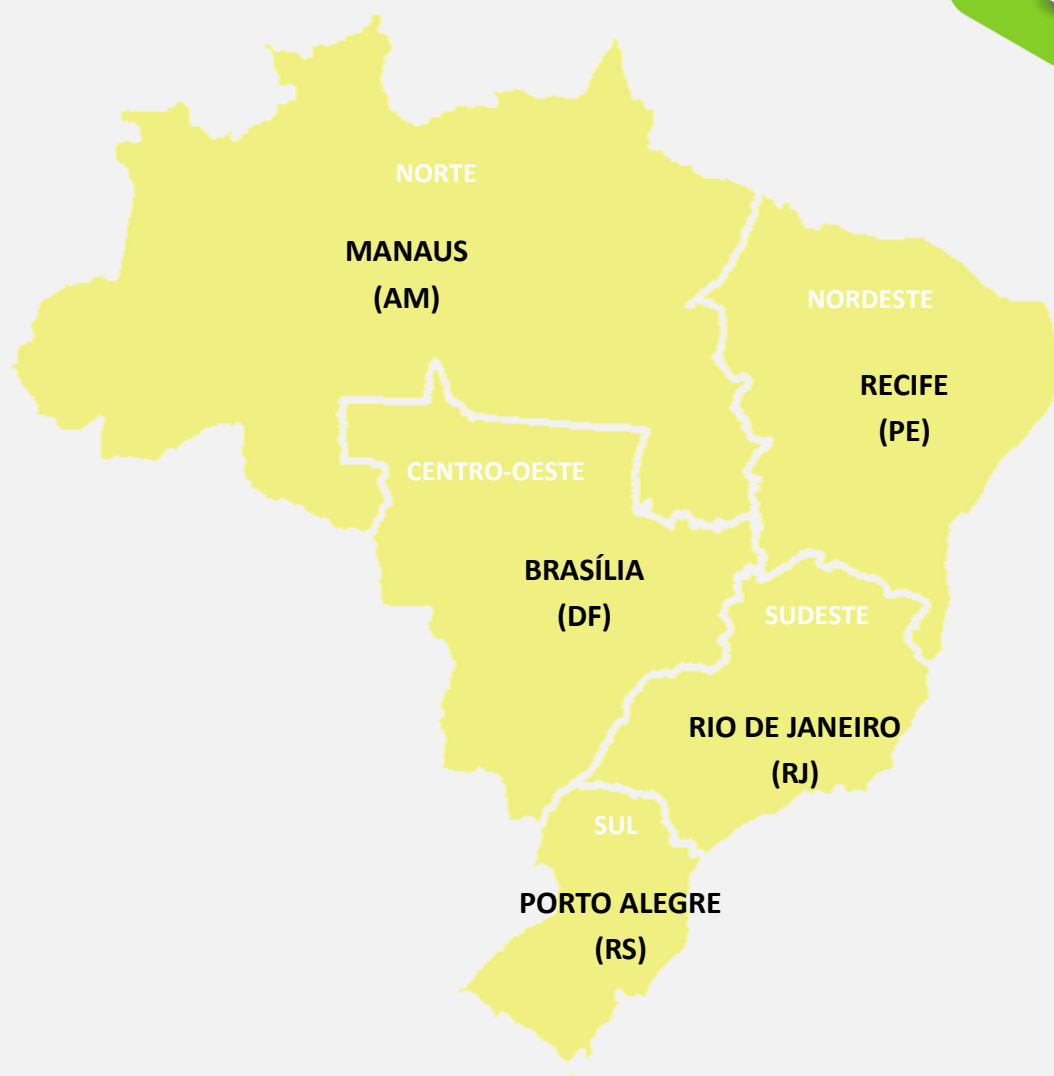 NORTE
MANAUS
(AM)
NORDESTE
RECIFE
(PE)
CENTRO-OESTE
BRASÍLIA
(DF)
SUDESTE
RIO DE JANEIRO
(RJ)
SUL
PORTO ALEGRE
(RS)